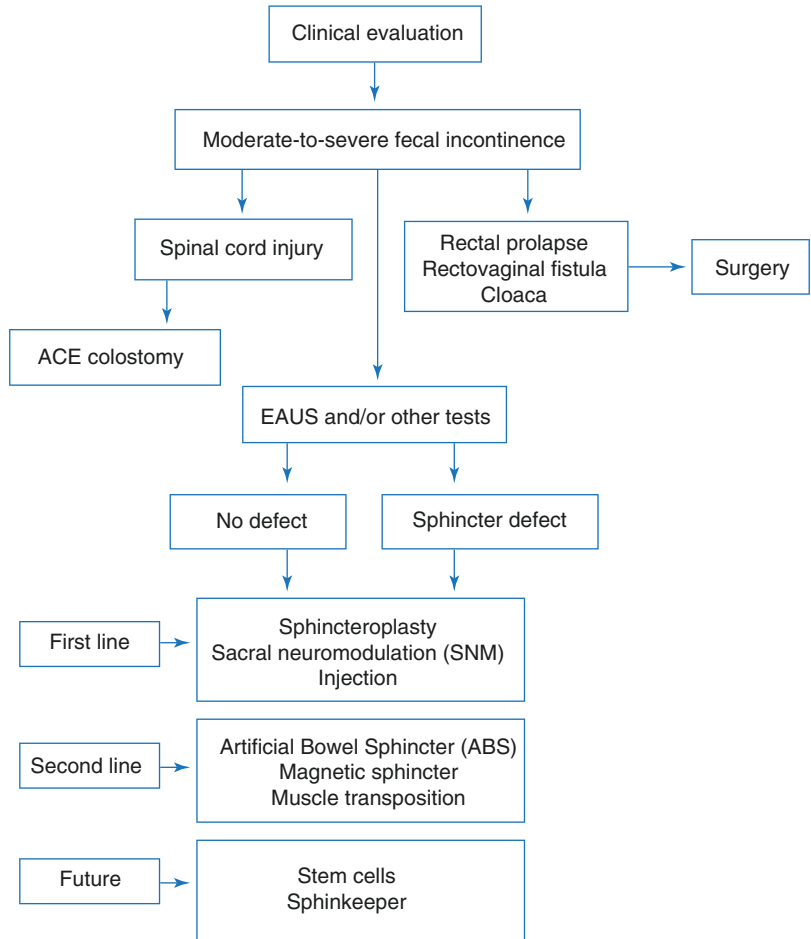 Clinical evaluation
Moderate-to-severe fecal incontinence
Spinal cord injury
Rectal prolapse
Rectovaginal fistula
Cloaca
Surgery
ACE colostomy
EAUS and/or other tests
No defect
Sphincter defect
First line
Sphincteroplasty
Sacral neuromodulation (SNM)
Injection
Second line
Artificial Bowel Sphincter (ABS)
Magnetic sphincter
Muscle transposition
Future
Stem cells
Sphinkeeper